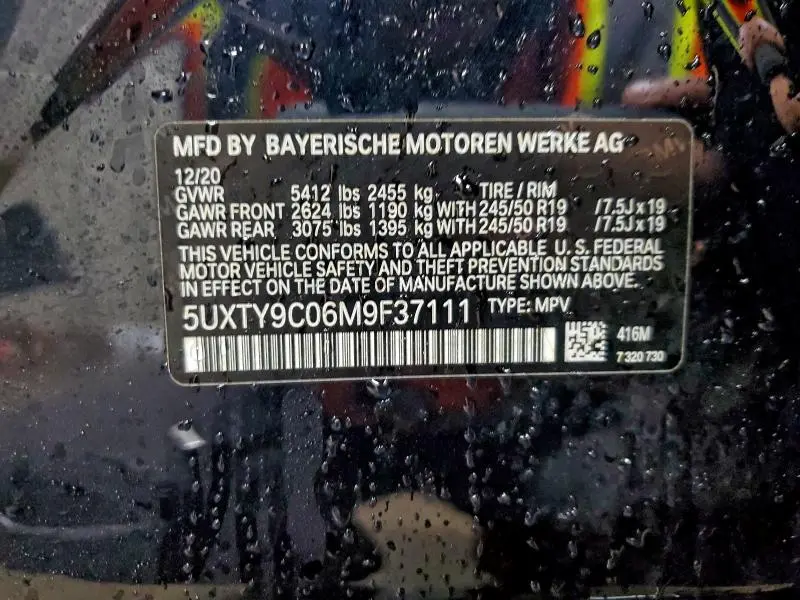 MFD BY BAYERISCHE MOTOREN WERKE AG
12/20
GVWR 5412 lbs 2455 kg TIRE / RIM
GAWR FRONT 2624 lbs 1190 kg WITH 245/50 R19 /7.5J x 19
GAWR REAR 3075 lbs 1395 kg WITH 245/50 R19 /7.5J x 19
THIS VEHICLE CONFORMS TO ALL APPLICABLE U.S. FEDERAL
MOTOR VEHICLE SAFETY AND THEFT PREVENTION STANDARDS
IN EFFECT ON THE DATE OF MANUFACTURE SHOWN ABOVE.
5UXTY9C06M9F37111 TYPE: MPV
416M
7 320 730